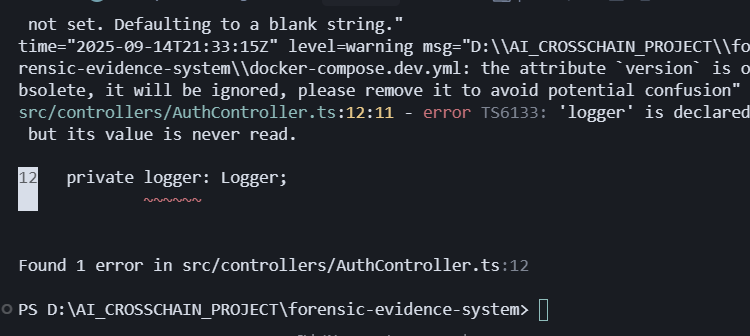 not set. Defaulting to a blank string."
time="2025-09-14T21:33:15Z" level=warning msg="D:\\AI_CROSSCHAIN_PROJECT\\fo
rensic-evidence-system\\docker-compose.dev.yml: the attribute `version` is o
bsolete, it will be ignored, please remove it to avoid potential confusion"
src/controllers/AuthController.ts:12:11 - error TS6133: 'logger' is declared
but its value is never read.
12   private logger: Logger;
~~~~~~
Found 1 error in src/controllers/AuthController.ts:12
PS D:\AI_CROSSCHAIN_PROJECT\forensic-evidence-system>